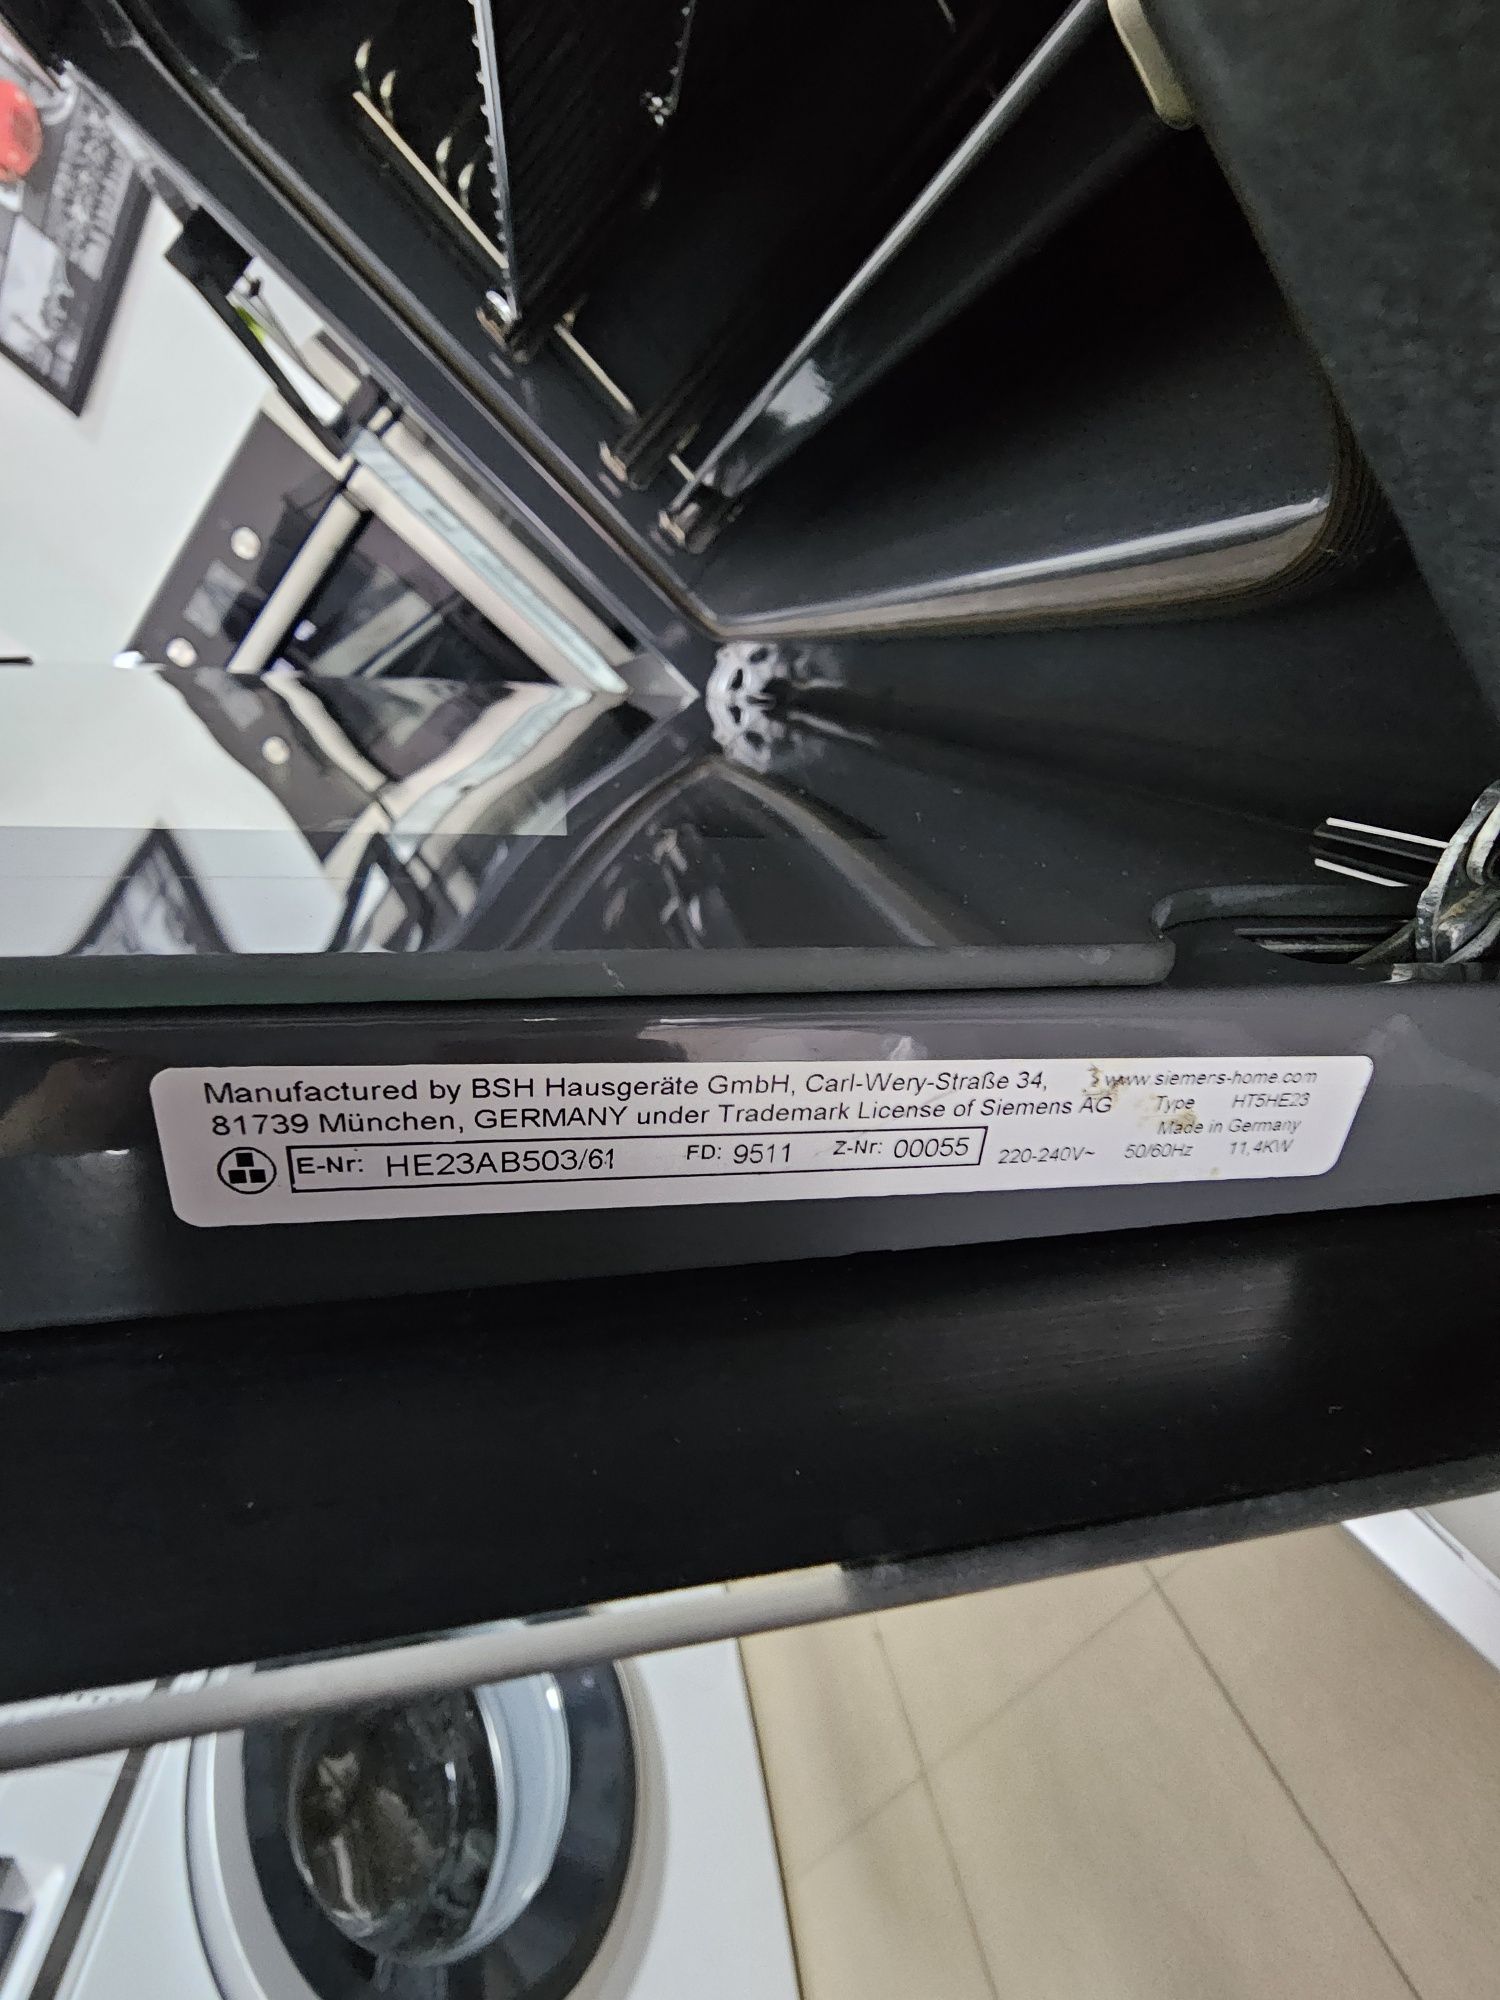 Manufactured by BSH Hausgeräte GmbH, Carl-Wery-Straße 34,
81739 München, GERMANY under Trademark License of Siemens AG
E-Nr: HE23AB503/61 FD: 9511 Z-Nr: 00055
www.siemens-home.com
Type HT5HE23
Made in Germany
220-240V~ 50/60Hz 11,4KW